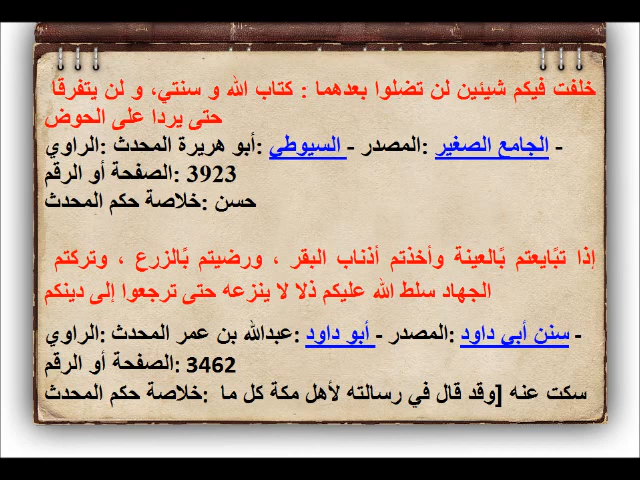 خلفت فيكم شيئين لن تضلوا بعدهما : كتاب الله و سنتي، و لن يتفرقا
حتى يردا على الحوض
الراوي: أبو هريرة المحدث: السيوطي - المصدر: الجامع الصغير -
الصفحة أو الرقم: 3923
خلاصة حكم المحدث: حسن
إذا تبًايعتم بًالعينة وأخذتم أذناب البقر ، ورضيتم بًالزرع ، وتركتم
الجهاد سلط الله عليكم ذلا لا ينزعه حتى ترجعوا إلى دينكم
الراوي: عبدالله بن عمر المحدث: أبو داود - المصدر: سنن أبي داود -
الصفحة أو الرقم: 3462
خلاصة حكم المحدث: سكت عنه [وقد قال في رسالته لأهل مكة كل ما